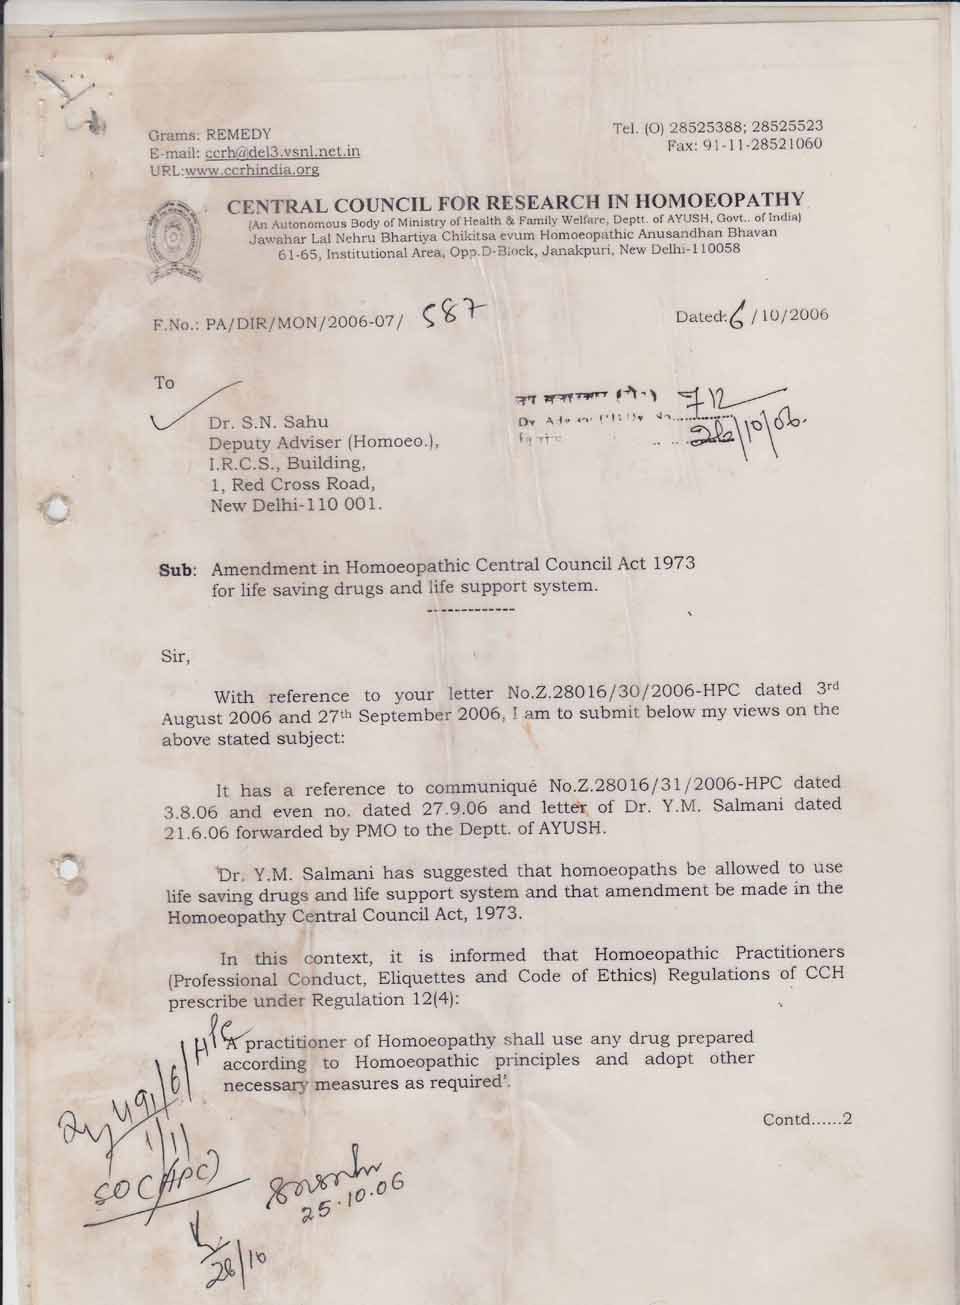 Grams: REMEDY
E-mail: ccrh@del3.vsnl.net.in
URL:www.ccrhindia.org
Tel. (O) 28525388; 28525523
Fax: 91-11-28521060
CENTRAL COUNCIL FOR RESEARCH IN HOMOEOPATHY
(An Autonomous Body of Ministry of Health & Family Welfare, Deptt. of AYUSH, Govt.. of India)
Jawahar Lal Nehru Bhartiya Chikitsa evum Homoeopathic Anusandhan Bhavan
61-65, Institutional Area, Opp.D-Block, Janakpuri, New Delhi-110058
F.No.: PA/DIR/MON/2006-07/ 587
Dated:6/10/2006
To
712
26/10/06.
Dr. S.N. Sahu
Deputy Adviser (Homoeo.),
I.R.C.S., Building,
1, Red Cross Road,
New Delhi-110 001.
Sub: Amendment in Homoeopathic Central Council Act 1973
for life saving drugs and life support system.
-------------
Sir,
With reference to your letter No.Z.28016/30/2006-HPC dated 3rd
August 2006 and 27th September 2006, I am to submit below my views on the
above stated subject:
It has a reference to communiqué No.Z.28016/31/2006-HPC dated
3.8.06 and even no. dated 27.9.06 and letter of Dr. Y.M. Salmani dated
21.6.06 forwarded by PMO to the Deptt. of AYUSH.
Dr. Y.M. Salmani has suggested that homoeopaths be allowed to use
life saving drugs and life support system and that amendment be made in the
Homoeopathy Central Council Act, 1973.
In this context, it is informed that Homoeopathic Practitioners
(Professional Conduct, Eliquettes and Code of Ethics) Regulations of CCH
prescribe under Regulation 12(4):
'A practitioner of Homoeopathy shall use any drug prepared
according to Homoeopathic principles and adopt other
necessary measures as required'.
Contd......2
SOC(HPC)
25.10.06
26/10